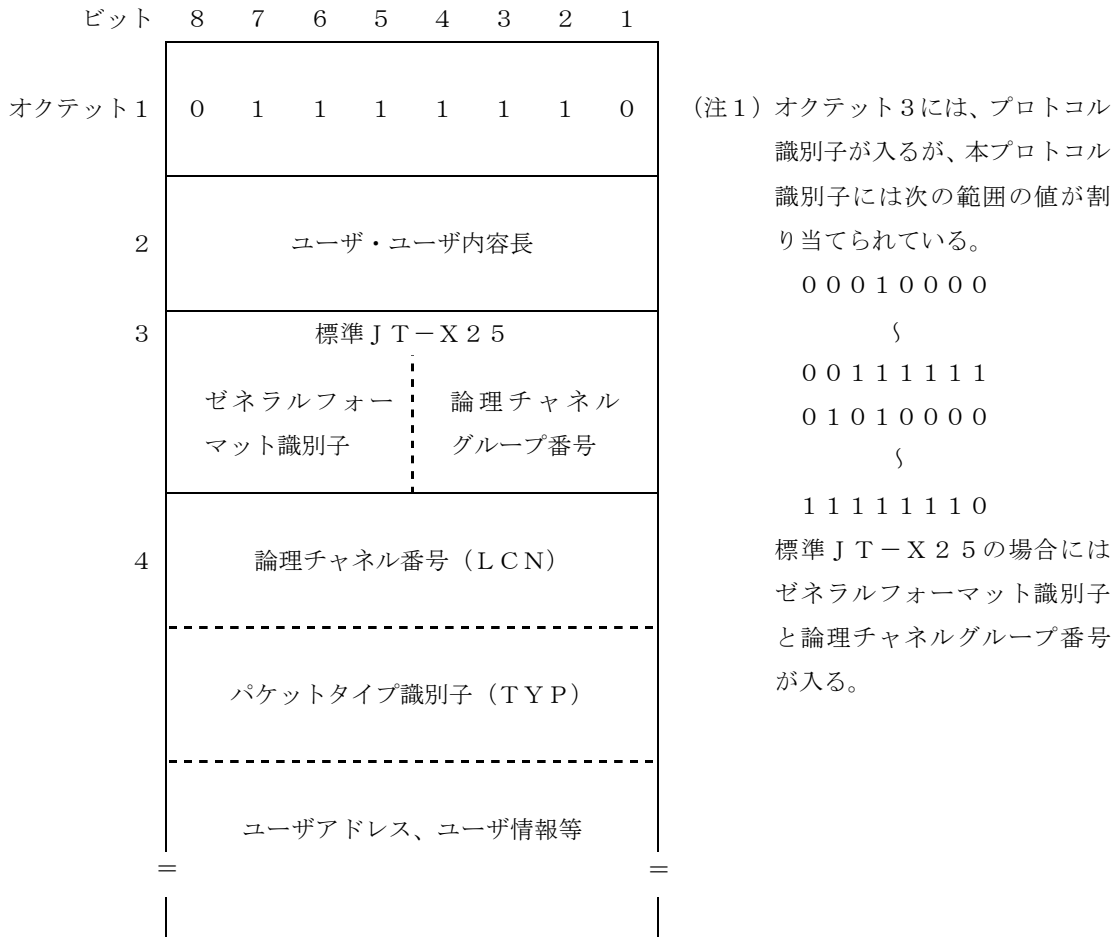 ビット ８ ７ ６ ５ ４ ３ ２ １
オクテット１ ０ １ １ １ １ １ １ ０
２ ユーザ・ユーザ内容長
３ 標準ＪＴ－Ｘ２５
ゼネラルフォー
マット識別子
論理チャネル
グループ番号
４ 論理チャネル番号（ＬＣＮ）
パケットタイプ識別子（ＴＹＰ）
ユーザアドレス、ユーザ情報等
＝ ＝
（注１）オクテット３には、プロトコル
識別子が入るが、本プロトコル
識別子には次の範囲の値が割
り当てられている。
０００１００００
～
００１１１１１１
０１０１００００
～
１１１１１１１０
標準ＪＴ－Ｘ２５の場合には
ゼネラルフォーマット識別子
と論理チャネルグループ番号
が入る。